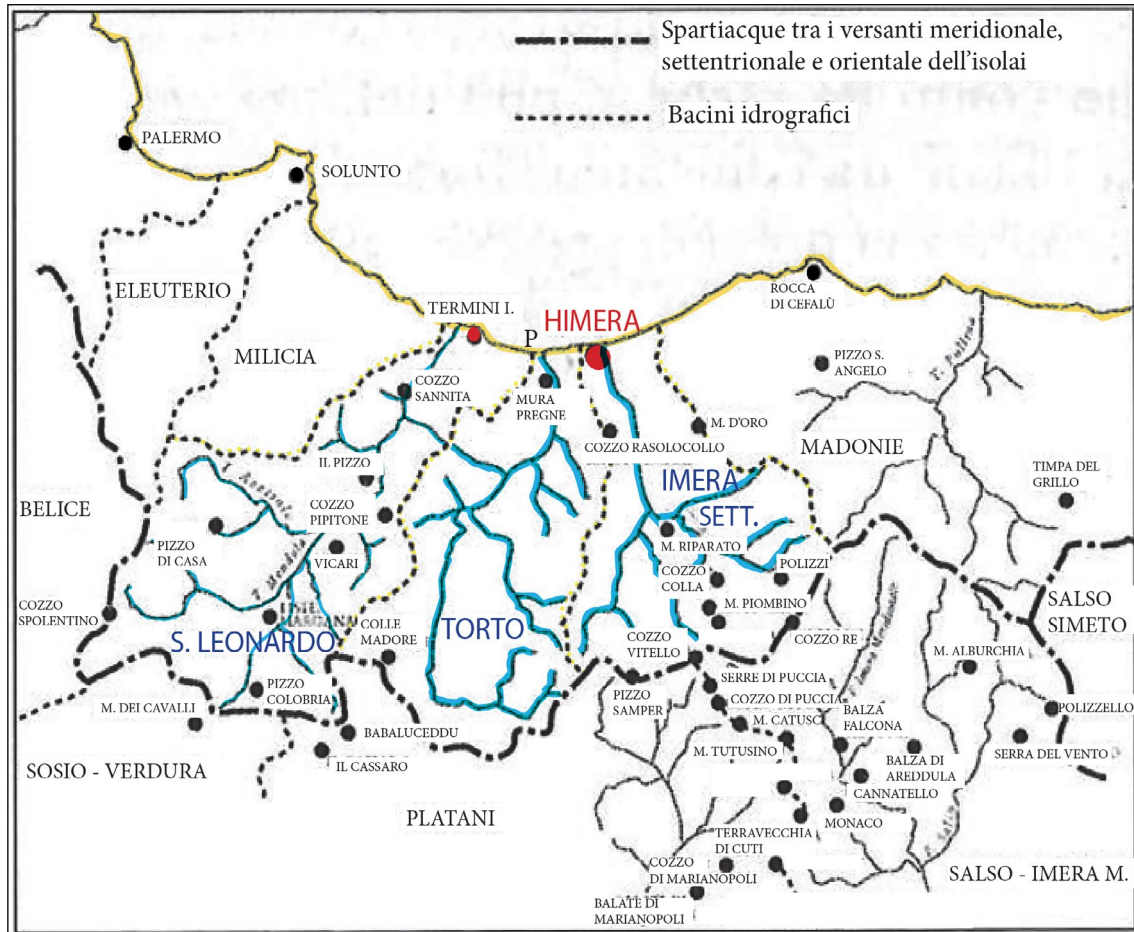 Spartiacque tra i versanti meridionale,
settentrionale e orientale dell'isolai
Bacini idrografici
PALERMO
SOLUNTO
ELEUTERIO
MILICIA
TERMINI I.
P
HIMERA
ROCCA
DI CEFALÙ
COZZO
SANNITA
MURA
PREGNE
PIZZO S.
ANGELO
F. Pollina
COZZO RASOLOCOLLO
M. D'ORO
MADONIE
IL PIZZO
IMERA
SETT.
TIMPA DEL
GRILLO
BELICE
PIZZO
DI CASA
COZZO
PIPITONE
VICARI
M. RIPARATO
COZZO
COLLA
POLIZZI
COZZO
SPOLENTINO
S. LEONARDO
COLLE
MADORE
TORTO
M. PIOMBINO
COZZO RE
SALSO
SIMETO
COZZO
VITELLO
M. ALBURCHIA
PIZZO
COLOBRIA
M. DEI CAVALLI
PIZZO
SAMPER
SERRE DI PUCCIA
COZZO DI PUCCIA
M. CATUSCI
F. Imera Meridionale
BALZA
FALCONA
POLIZZELLO
BABALUCEDDU
IL CASSARO
M. TUTUSINO
BALZA DI
AREDDULA
SERRA DEL VENTO
SOSIO - VERDURA
CANNATELLO
MONACO
PLATANI
TERRAVECCHIA
DI CUTI
F. Salso
COZZO
DI MARIANOPOLI
SALSO - IMERA M.
BALATE DI
MARIANOPOLI